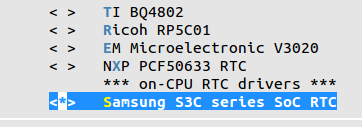 < > TI BQ4802
< > Ricoh RP5C01
< > EM Microelectronic V3020
< > NXP PCF50633 RTC
*** on-CPU RTC drivers ***
<*> Samsung S3C series SoC RTC